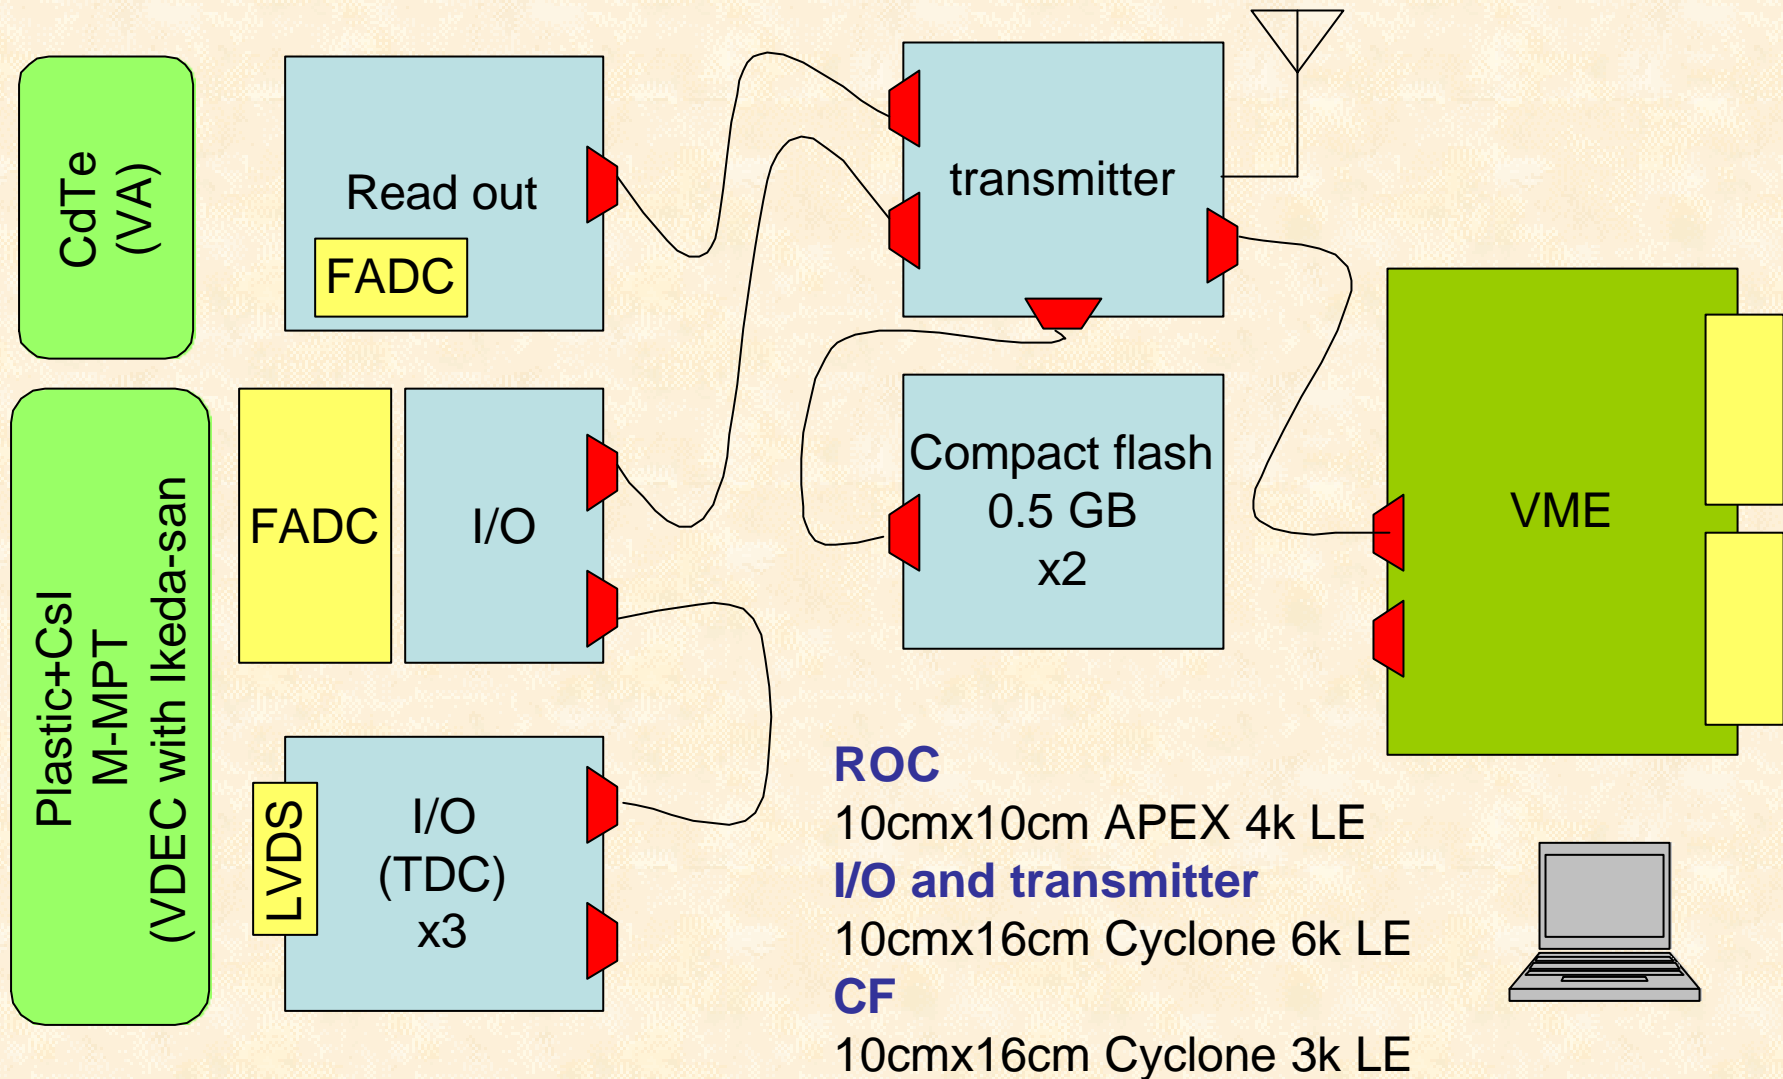 CdTe
(VA)
Read out
FADC
transmitter
Plastic+CsI
M-MPT
(VDEC with Ikeda-san
FADC
I/O
Compact flash
0.5 GB
x2
VME
LVDS
I/O
(TDC)
x3
ROC
10cmx10cm APEX 4k LE
I/O and transmitter
10cmx16cm Cyclone 6k LE
CF
10cmx16cm Cyclone 3k LE